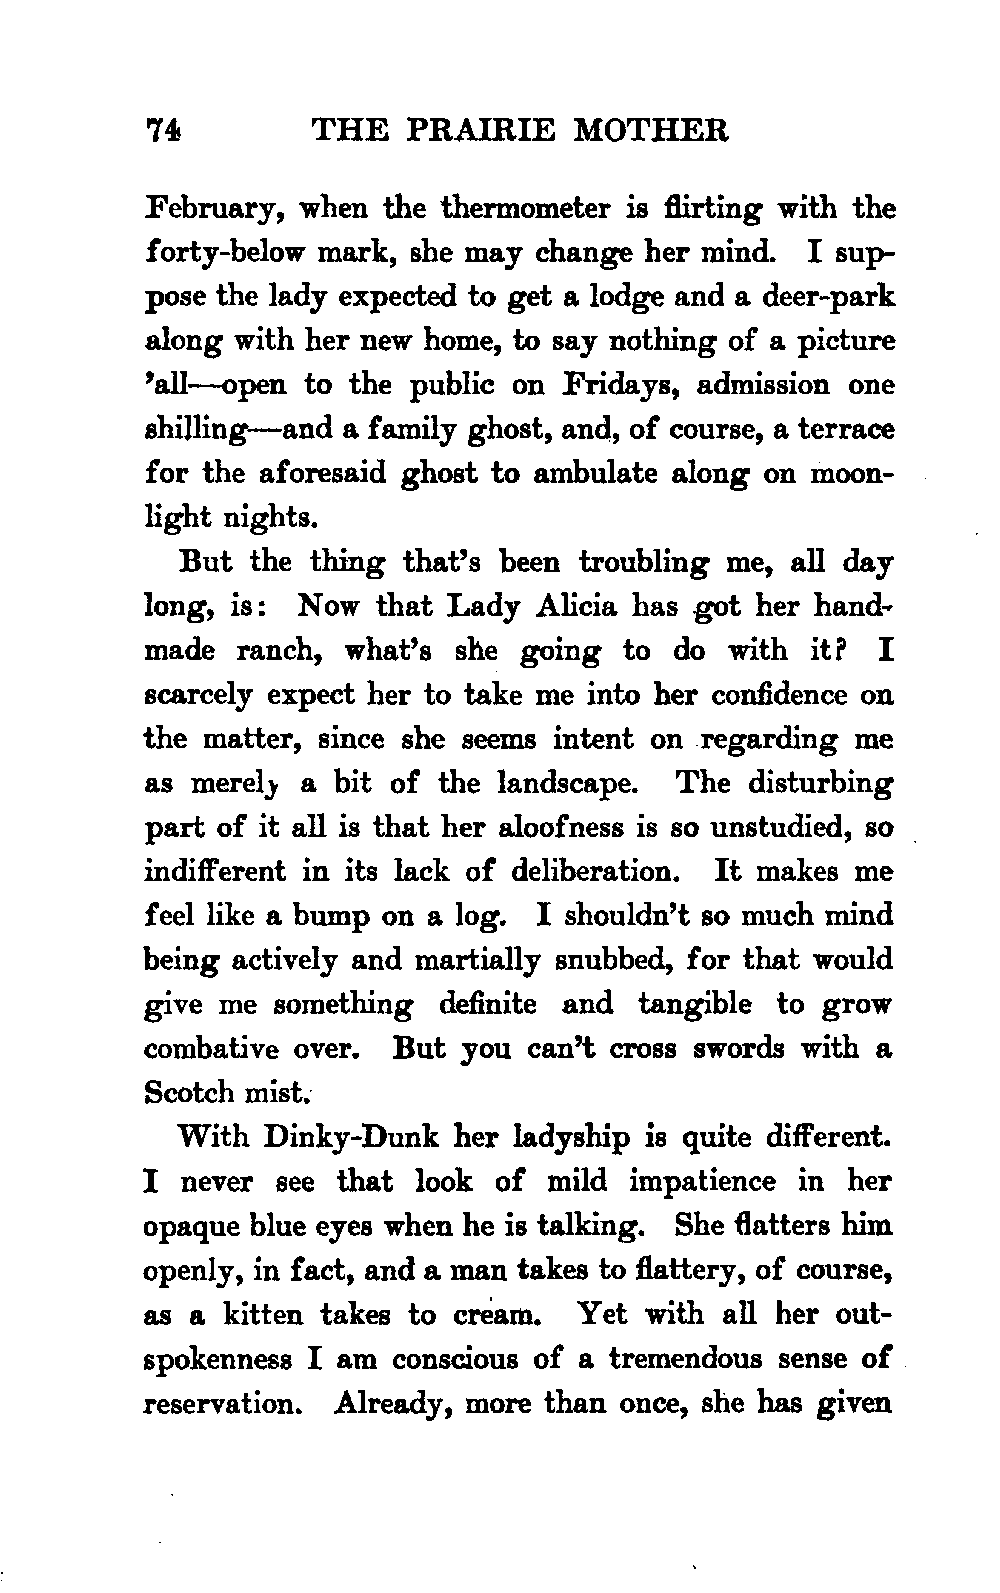 74 THE PRAIRIE MOTHER
February, when the thermometer is flirting with the
forty-below mark, she may change her mind. I sup-
pose the lady expected to get a lodge and a deer-park
along with her new home, to say nothing of a picture
’all—open to the public on Fridays, admission one
shilling—and a family ghost, and, of course, a terrace
for the aforesaid ghost to ambulate along on moon-
light nights.
But the thing that’s been troubling me, all day
long, is: Now that Lady Alicia has got her hand-
made ranch, what’s she going to do with it? I
scarcely expect her to take me into her confidence on
the matter, since she seems intent on regarding me
as merely a bit of the landscape. The disturbing
part of it all is that her aloofness is so unstudied, so
indifferent in its lack of deliberation. It makes me
feel like a bump on a log. I shouldn’t so much mind
being actively and martially snubbed, for that would
give me something definite and tangible to grow
combative over. But you can’t cross swords with a
Scotch mist.
With Dinky-Dunk her ladyship is quite different.
I never see that look of mild impatience in her
opaque blue eyes when he is talking. She flatters him
openly, in fact, and a man takes to flattery, of course,
as a kitten takes to cream. Yet with all her out-
spokenness I am conscious of a tremendous sense of
reservation. Already, more than once, she has given